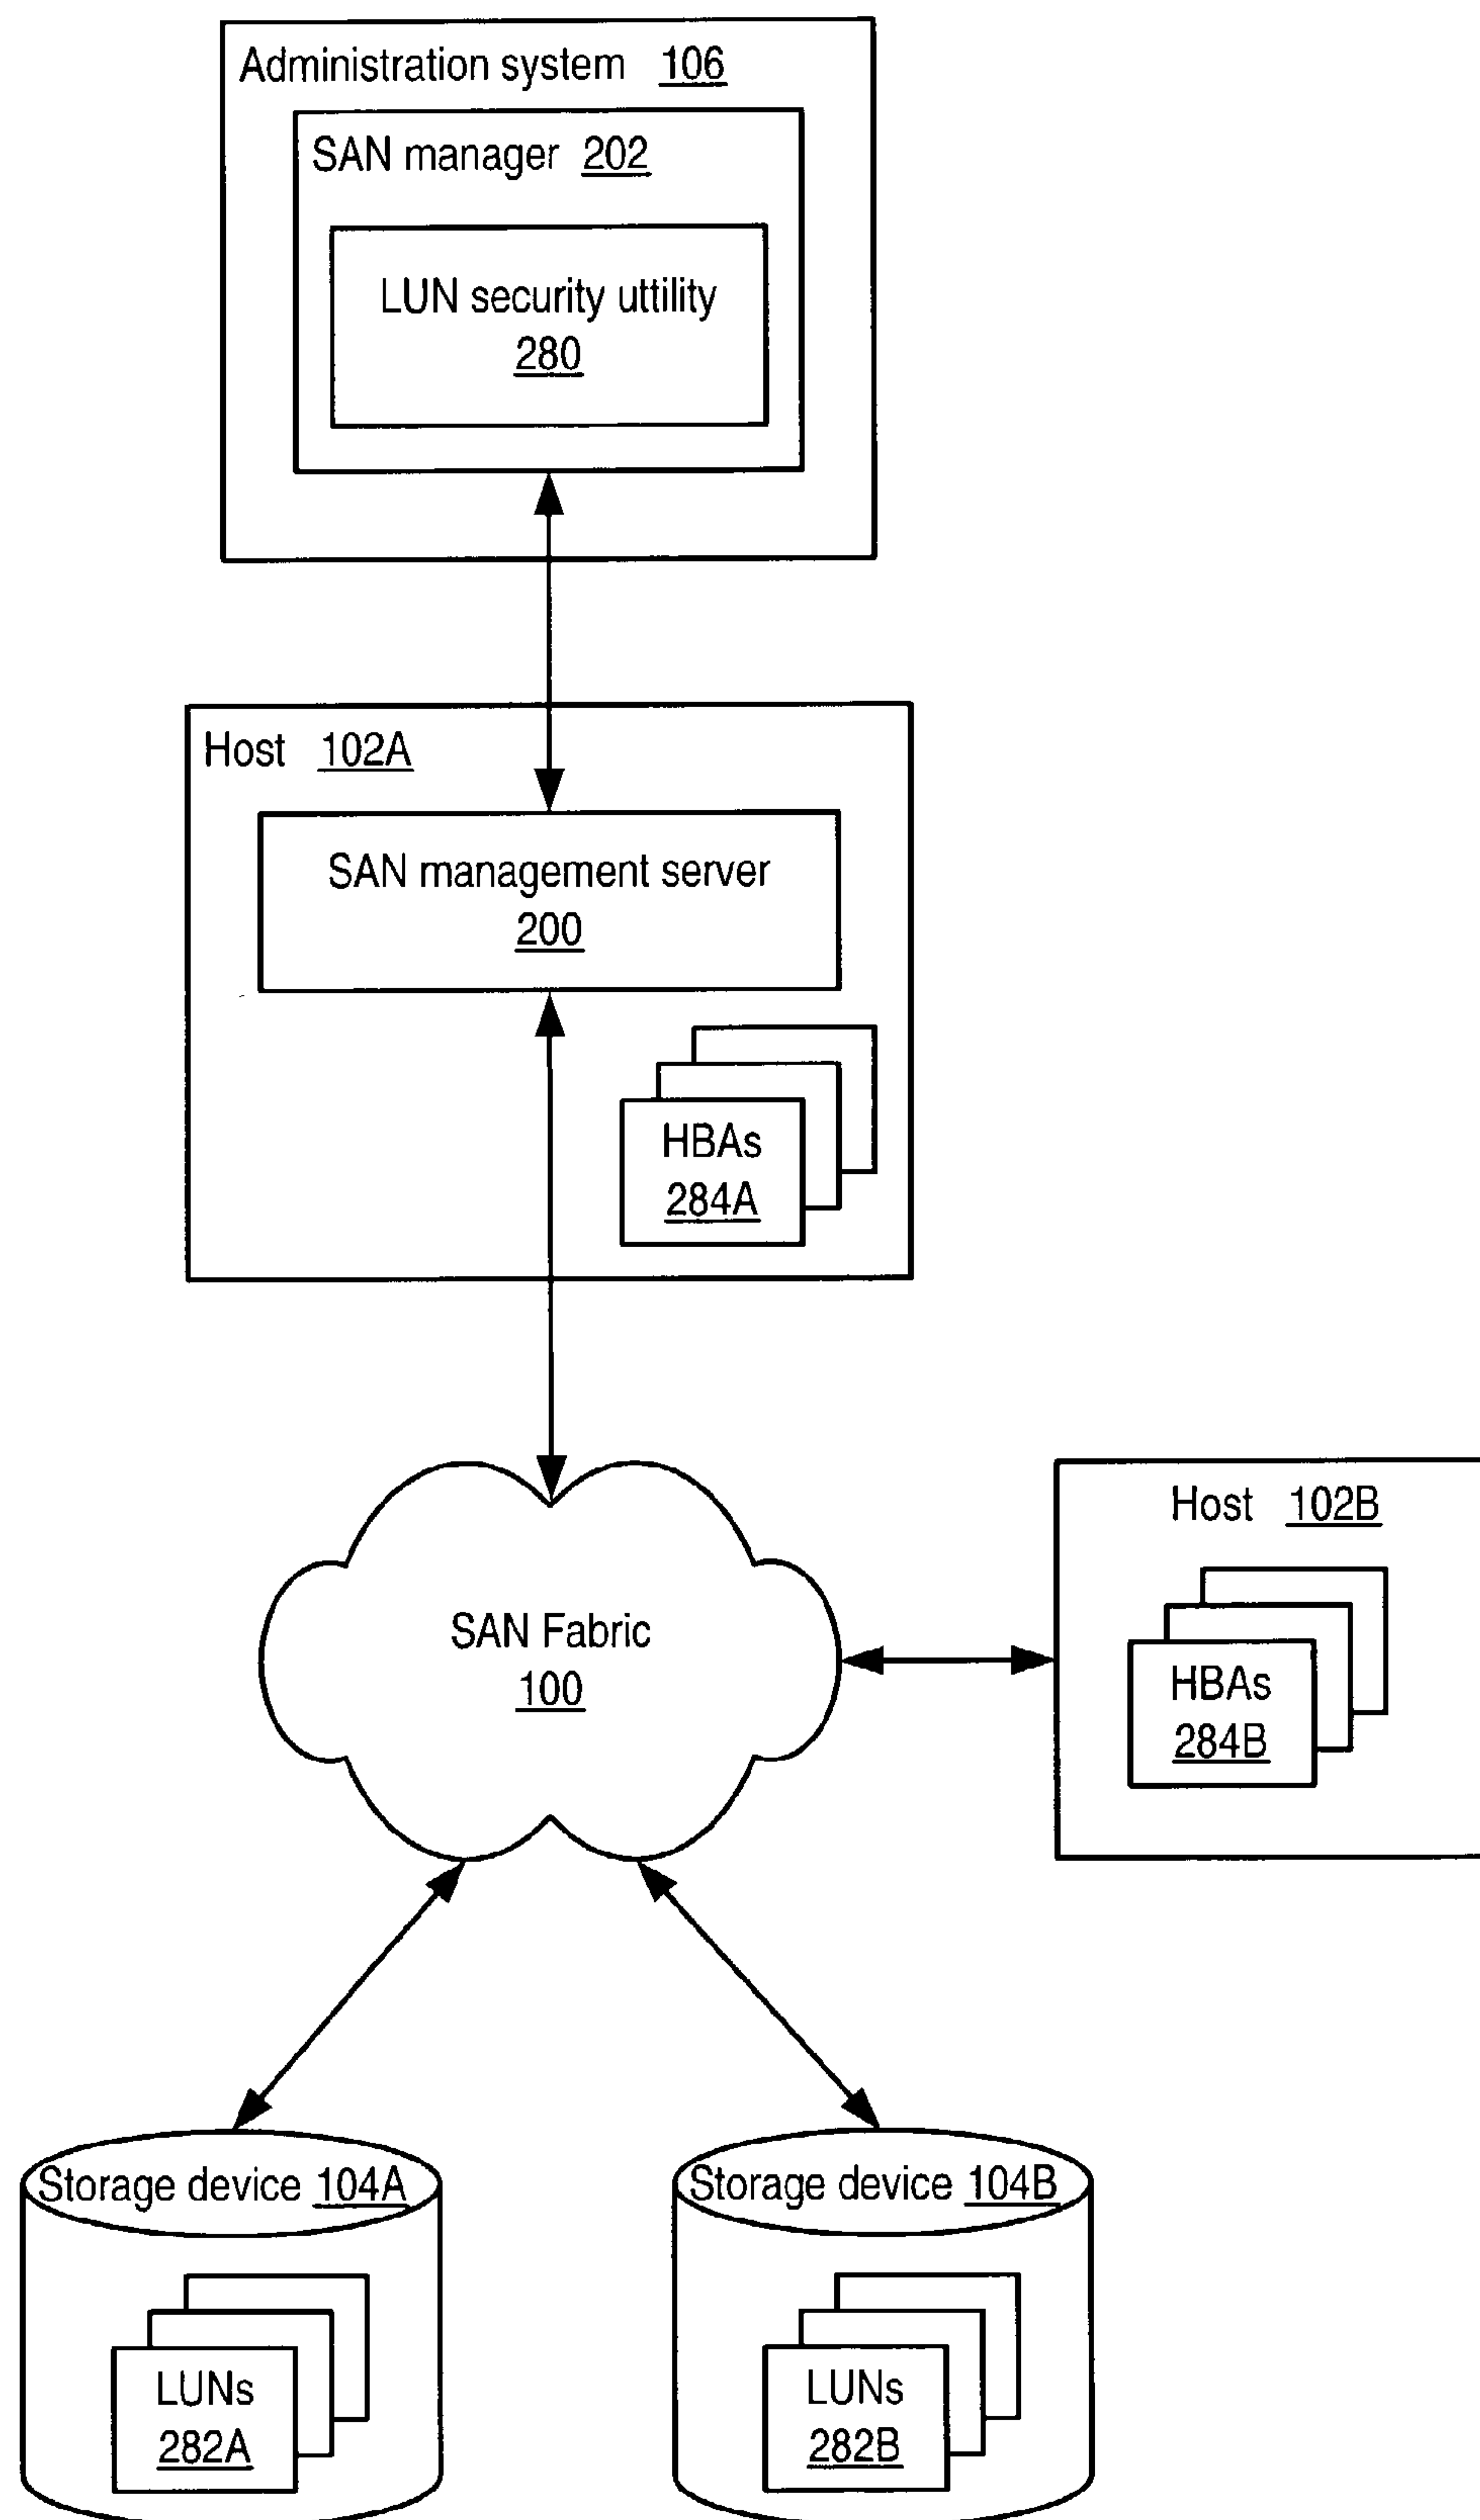 Administration system 106
SAN manager 202
LUN security uttility
280
Host 102A
SAN management server
200
HBAs
284A
Host 102B
SAN Fabric
100
HBAs
284B
Storage device 104A
Storage device 104B
LUNs
282A
LUNs
282B